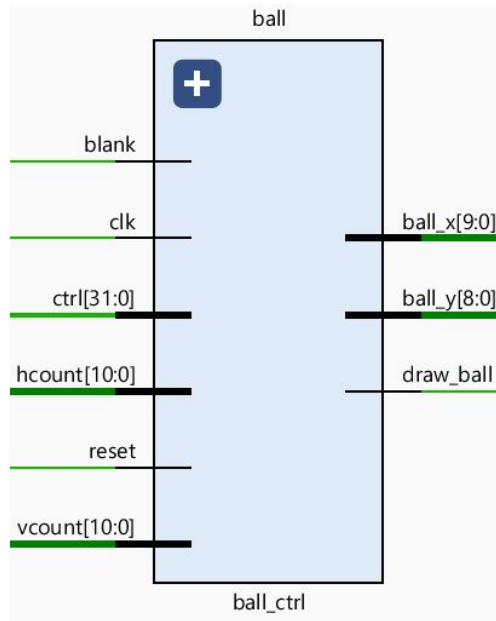 ball
blank
clk
ctrl[31:0]
hcount[10:0]
reset
vcount[10:0]
ball_x[9:0]
ball_y[8:0]
draw_ball
ball_ctrl